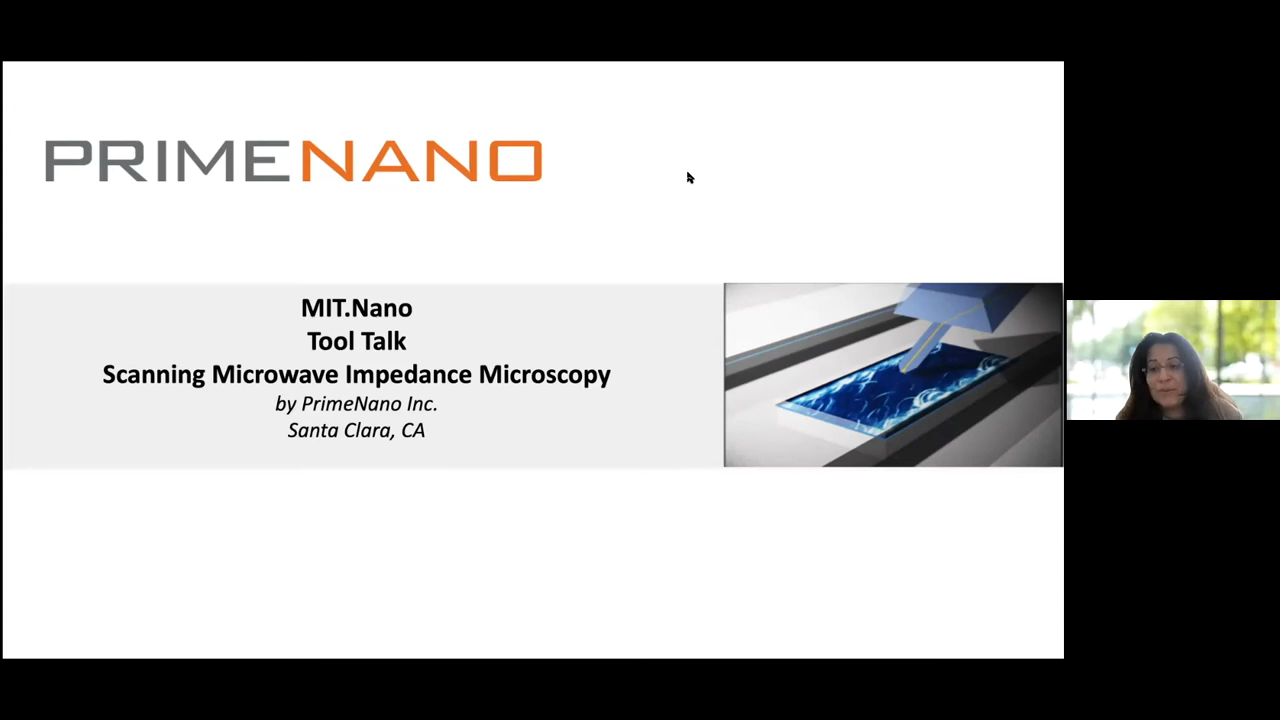 PRIMENANO
MIT.Nano
Tool Talk
Scanning Microwave Impedance Microscopy
by PrimeNano Inc.
Santa Clara, CA